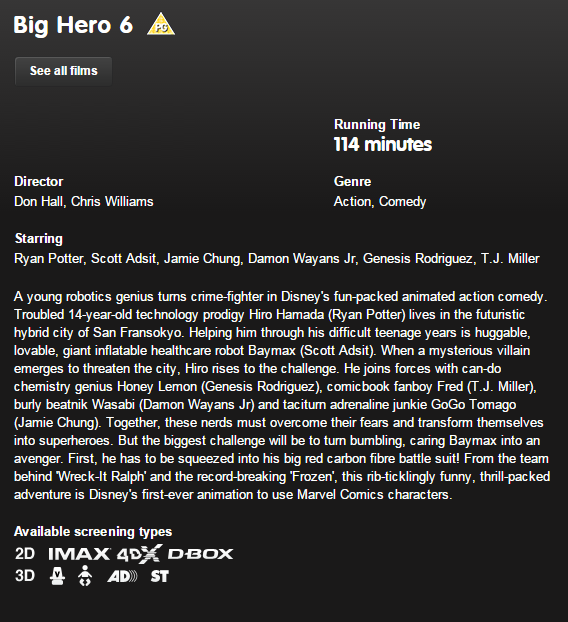 Big Hero 6 PG
See all films
Running Time
114 minutes
Director
Genre
Don Hall, Chris Williams
Action, Comedy
Starring
Ryan Potter, Scott Adsit, Jamie Chung, Damon Wayans Jr, Genesis Rodriguez, T.J. Miller
A young robotics genius turns crime-fighter in Disney's fun-packed animated action comedy.
Troubled 14-year-old technology prodigy Hiro Hamada (Ryan Potter) lives in the futuristic
hybrid city of San Fransokyo. Helping him through his difficult teenage years is huggable,
lovable, giant inflatable healthcare robot Baymax (Scott Adsit). When a mysterious villain
emerges to threaten the city, Hiro rises to the challenge. He joins forces with can-do
chemistry genius Honey Lemon (Genesis Rodriguez), comicbook fanboy Fred (T.J. Miller),
burly beatnik Wasabi (Damon Wayans Jr) and taciturn adrenaline junkie GoGo Tomago
(Jamie Chung). Together, these nerds must overcome their fears and transform themselves
into superheroes. But the biggest challenge will be to turn bumbling, caring Baymax into an
avenger. First, he has to be squeezed into his big red carbon fibre battle suit! From the team
behind 'Wreck-It Ralph' and the record-breaking 'Frozen', this rib-ticklingly funny, thrill-packed
adventure is Disney's first-ever animation to use Marvel Comics characters.
Available screening types
2D IMAX 4DX D-BOX
3D V AD ST